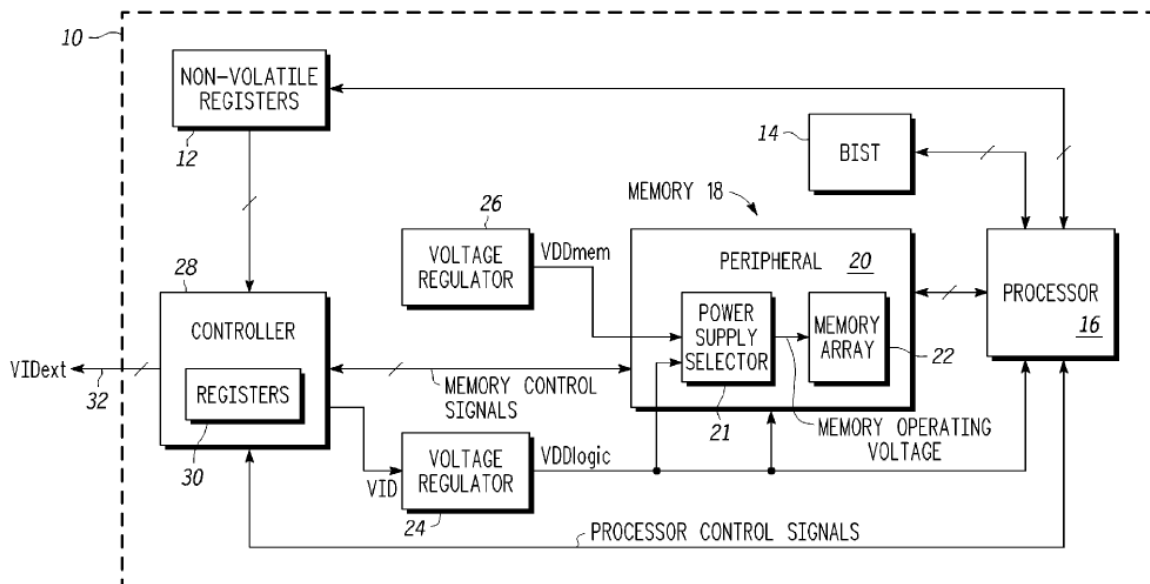 10
NON-VOLATILE
REGISTERS
12
14
BIST
MEMORY 18
26
VOLTAGE
REGULATOR
VDDmem
PERIPHERAL 20
POWER
SUPPLY
SELECTOR
21
MEMORY
ARRAY
22
PROCESSOR
16
28
CONTROLLER
REGISTERS
30
VIDext
32
MEMORY CONTROL
SIGNALS
MEMORY OPERATING
VOLTAGE
VID
VOLTAGE
REGULATOR
24
VDDlogic
PROCESSOR CONTROL SIGNALS